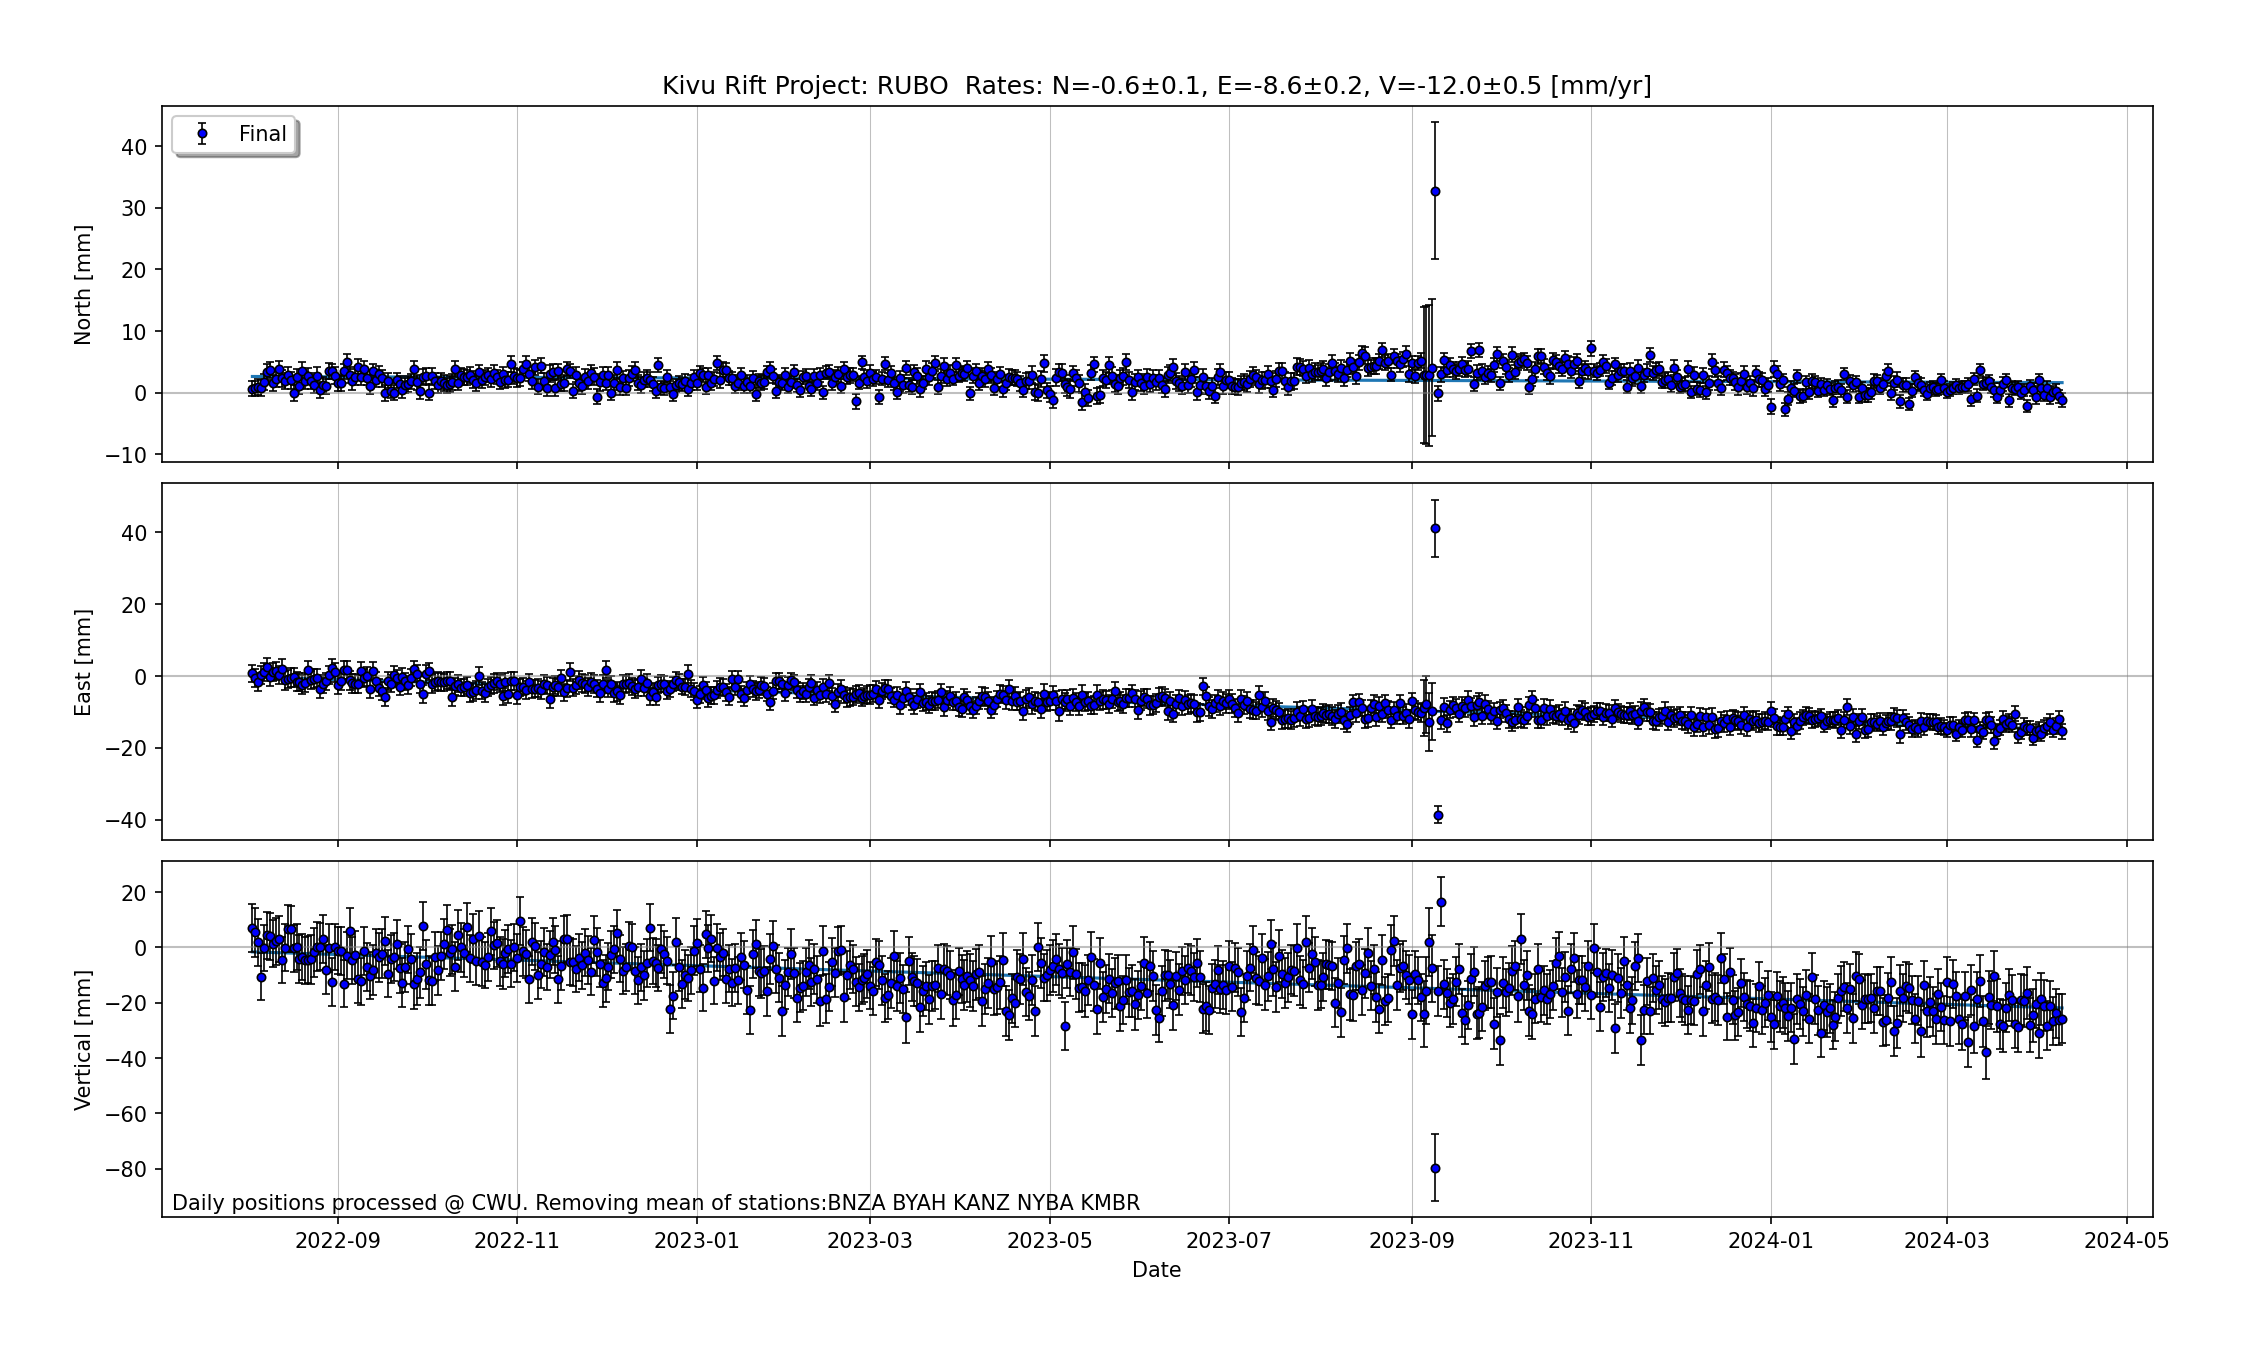 Kivu Rift Project: RUBO  Rates: N=-0.6±0.1, E=-8.6±0.2, V=-12.0±0.5 [mm/yr]
Final
North [mm]
40
30
20
10
0
−10
East [mm]
40
20
0
−20
−40
Vertical [mm]
20
0
−20
−40
−60
−80
Daily positions processed @ CWU. Removing mean of stations:BNZA BYAH KANZ NYBA KMBR
2022-09 2022-11 2023-01 2023-03 2023-05 2023-07 2023-09 2023-11 2024-01 2024-03 2024-05
Date